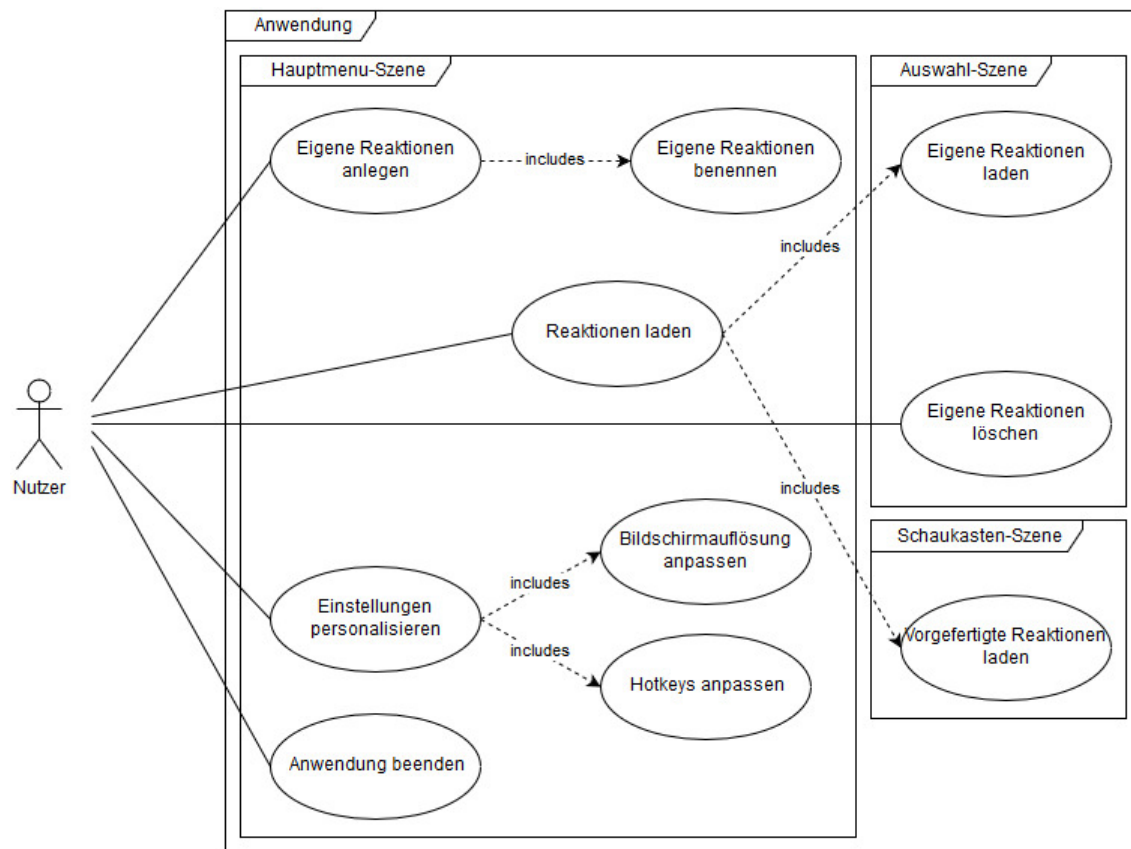 Anwendung
Hauptmenu-Szene
Auswahl-Szene
Eigene Reaktionen
anlegen
includes
Eigene Reaktionen
benennen
Eigene Reaktionen
laden
includes
Reaktionen laden
Eigene Reaktionen
löschen
Nutzer
includes
Bildschirmauflösung
anpassen
Schaukasten-Szene
includes
Einstellungen
personalisieren
includes
Hotkeys anpassen
Vorgefertigte Reaktionen
laden
Anwendung beenden